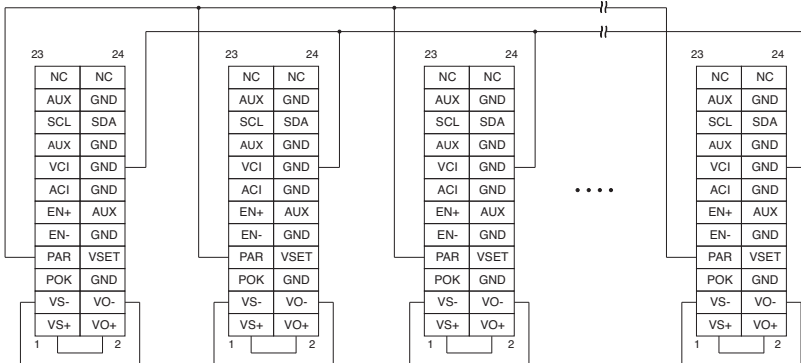 23 24 23 24 23 24 23 24
NC NC NC NC NC NC NC NC
AUX GND AUX GND AUX GND AUX GND
SCL SDA SCL SDA SCL SDA SCL SDA
AUX GND AUX GND AUX GND AUX GND
VCI GND VCI GND VCI GND VCI GND
ACI GND ACI GND ACI GND ACI GND
EN+ AUX EN+ AUX EN+ AUX EN+ AUX
EN- GND EN- GND EN- GND EN- GND
PAR VSET PAR VSET PAR VSET PAR VSET
POK GND POK GND POK GND POK GND
VS- VO- VS- VO- VS- VO- VS- VO-
VS+ VO+ VS+ VO+ VS+ VO+ VS+ VO+
1 2 1 2 1 2 1 2